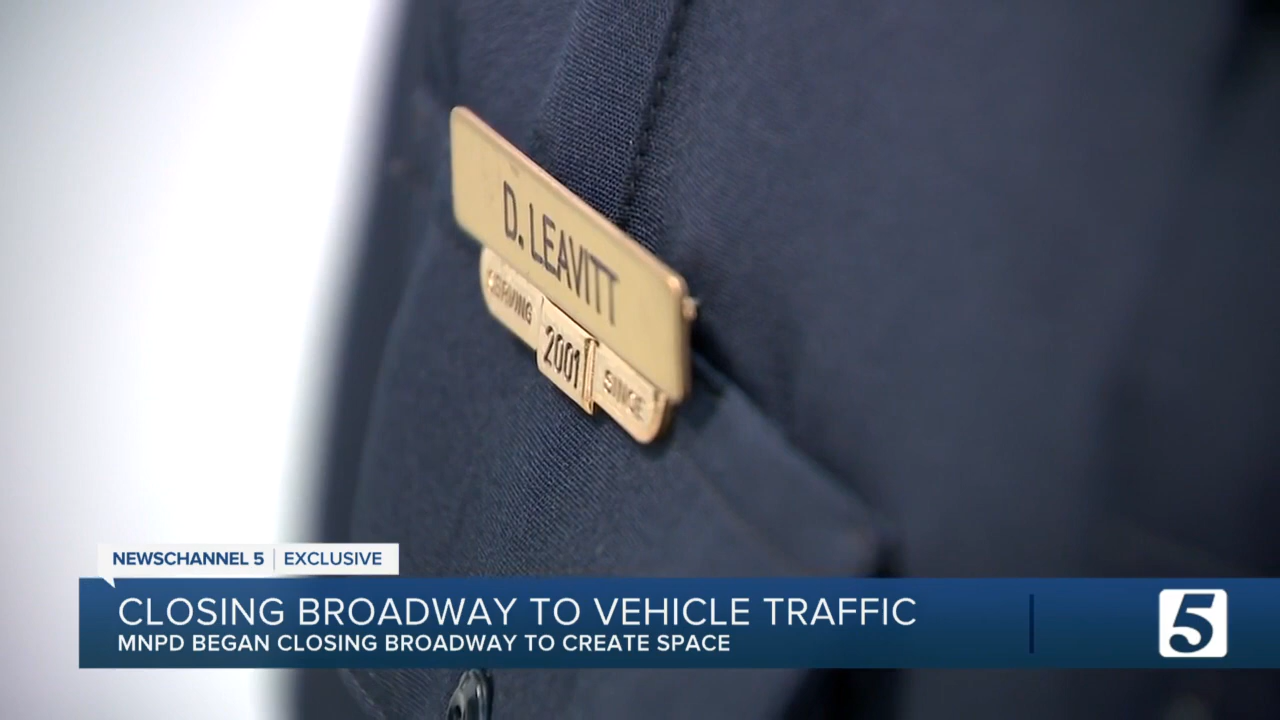 D. LEAVITT
SERVING 2001 SINCE
NEWSCHANNEL 5 | EXCLUSIVE
CLOSING BROADWAY TO VEHICLE TRAFFIC
MNPD BEGAN CLOSING BROADWAY TO CREATE SPACE
5